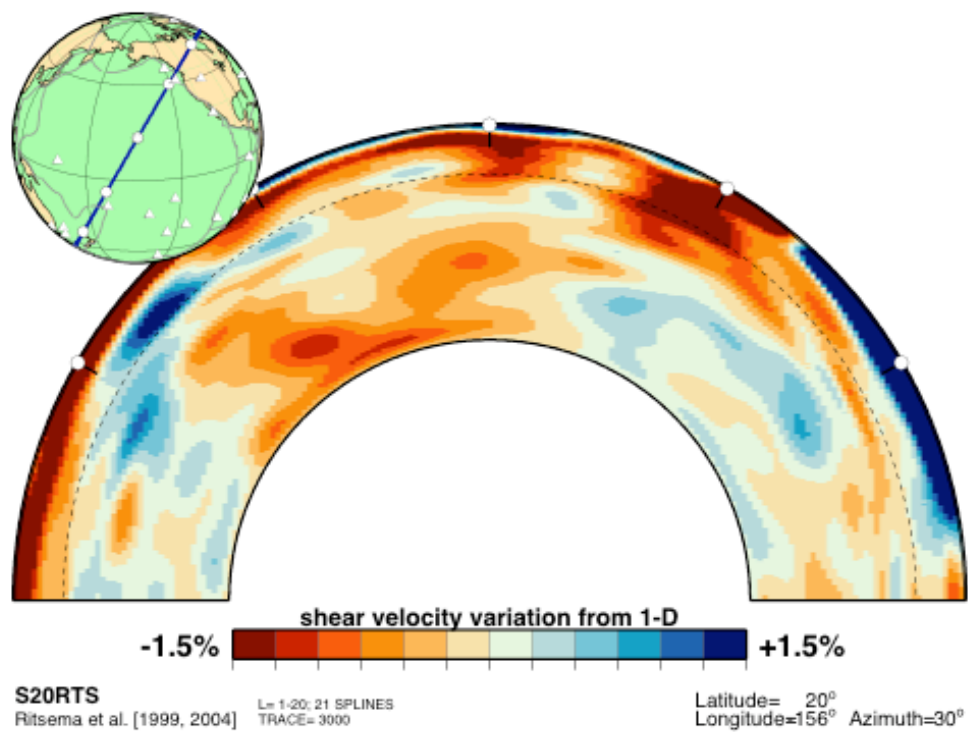 shear velocity variation from 1-D
-1.5% +1.5%
S20RTS
Ritsema et al. [1999, 2004]
L= 1-20; 21 SPLINES
TRACE= 3000
Latitude= 20°
Longitude=-156° Azimuth=30°